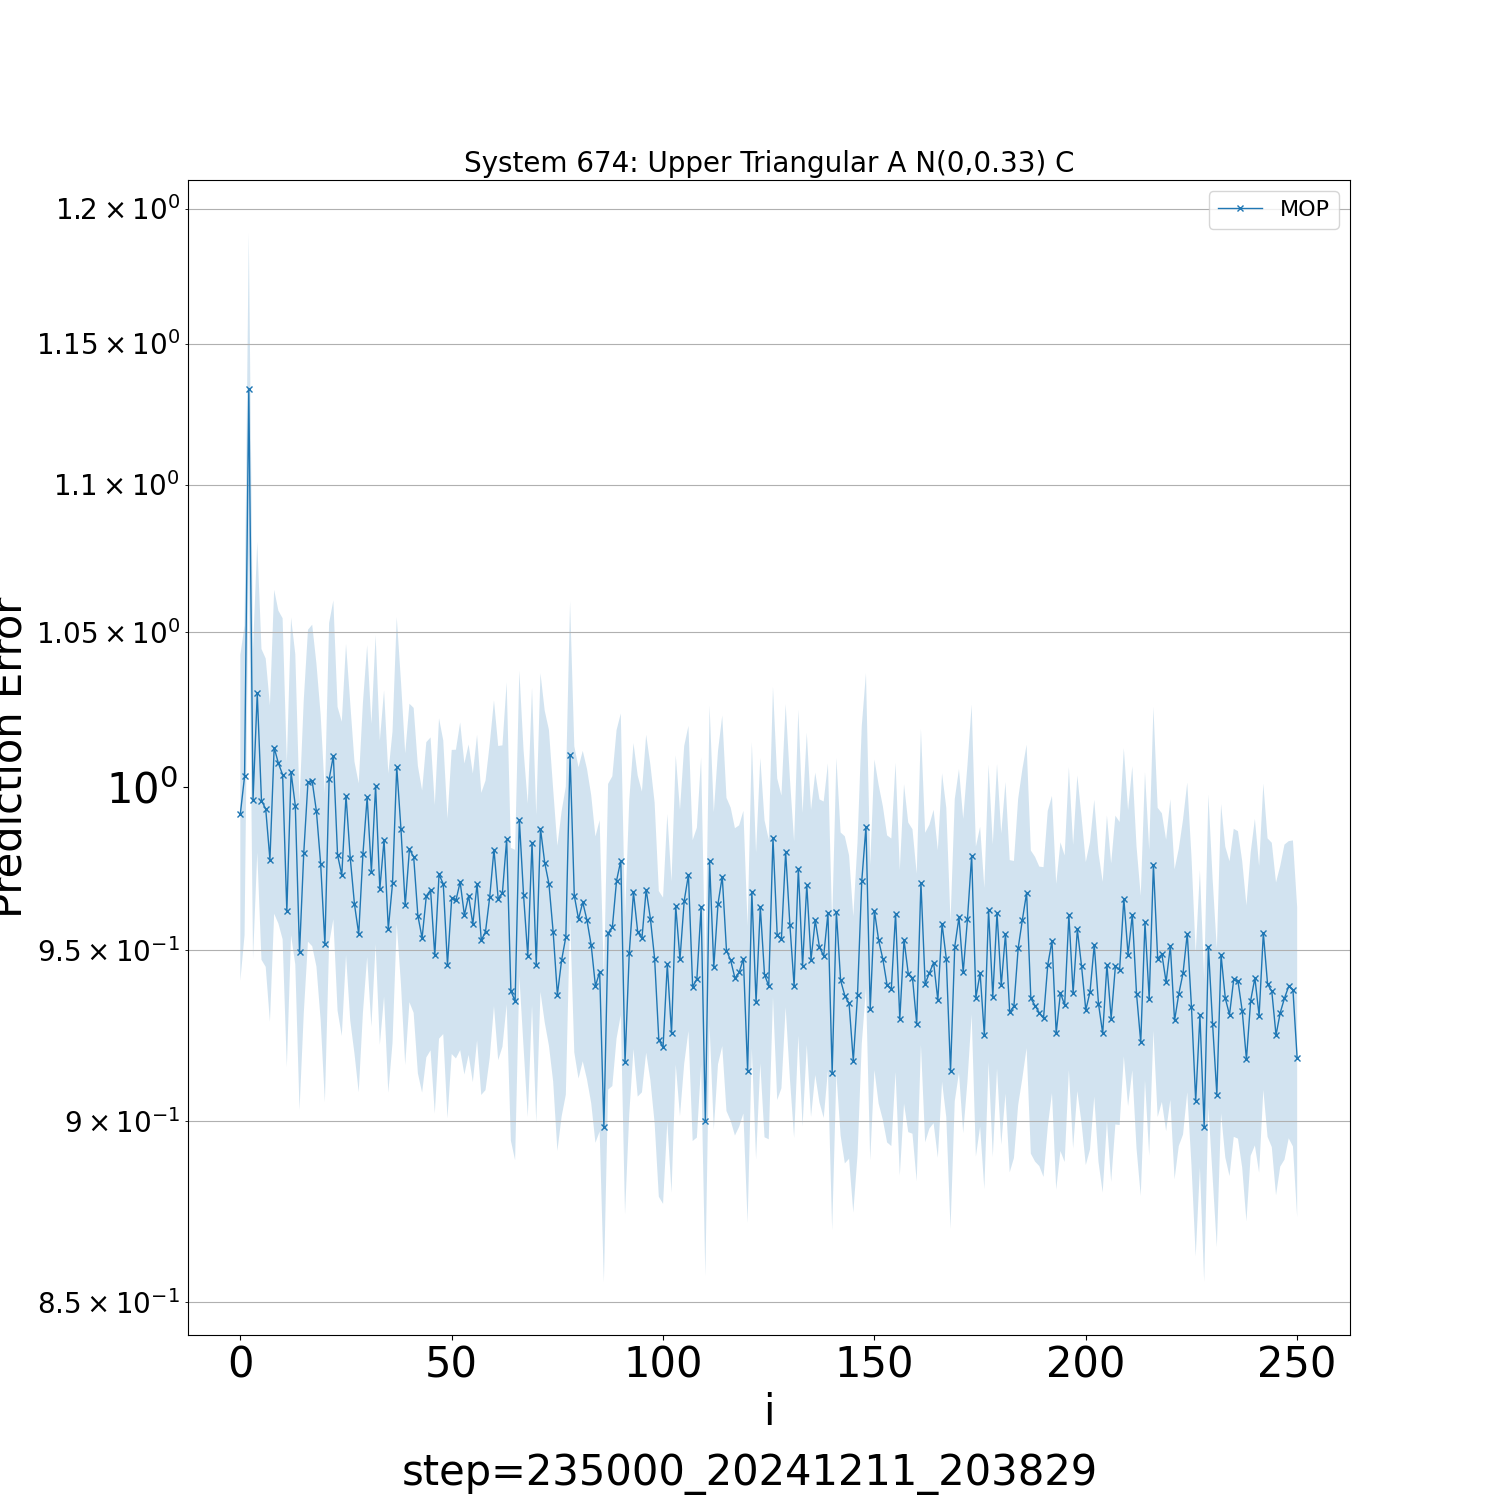 System 674: Upper Triangular A N(0,0.33) C
MOP
1.2 × 10⁰
1.15 × 10⁰
1.1 × 10⁰
1.05 × 10⁰
10⁰
9.5 × 10⁻¹
9 × 10⁻¹
8.5 × 10⁻¹
Prediction Error
0 50 100 150 200 250
i
step=235000_20241211_203829